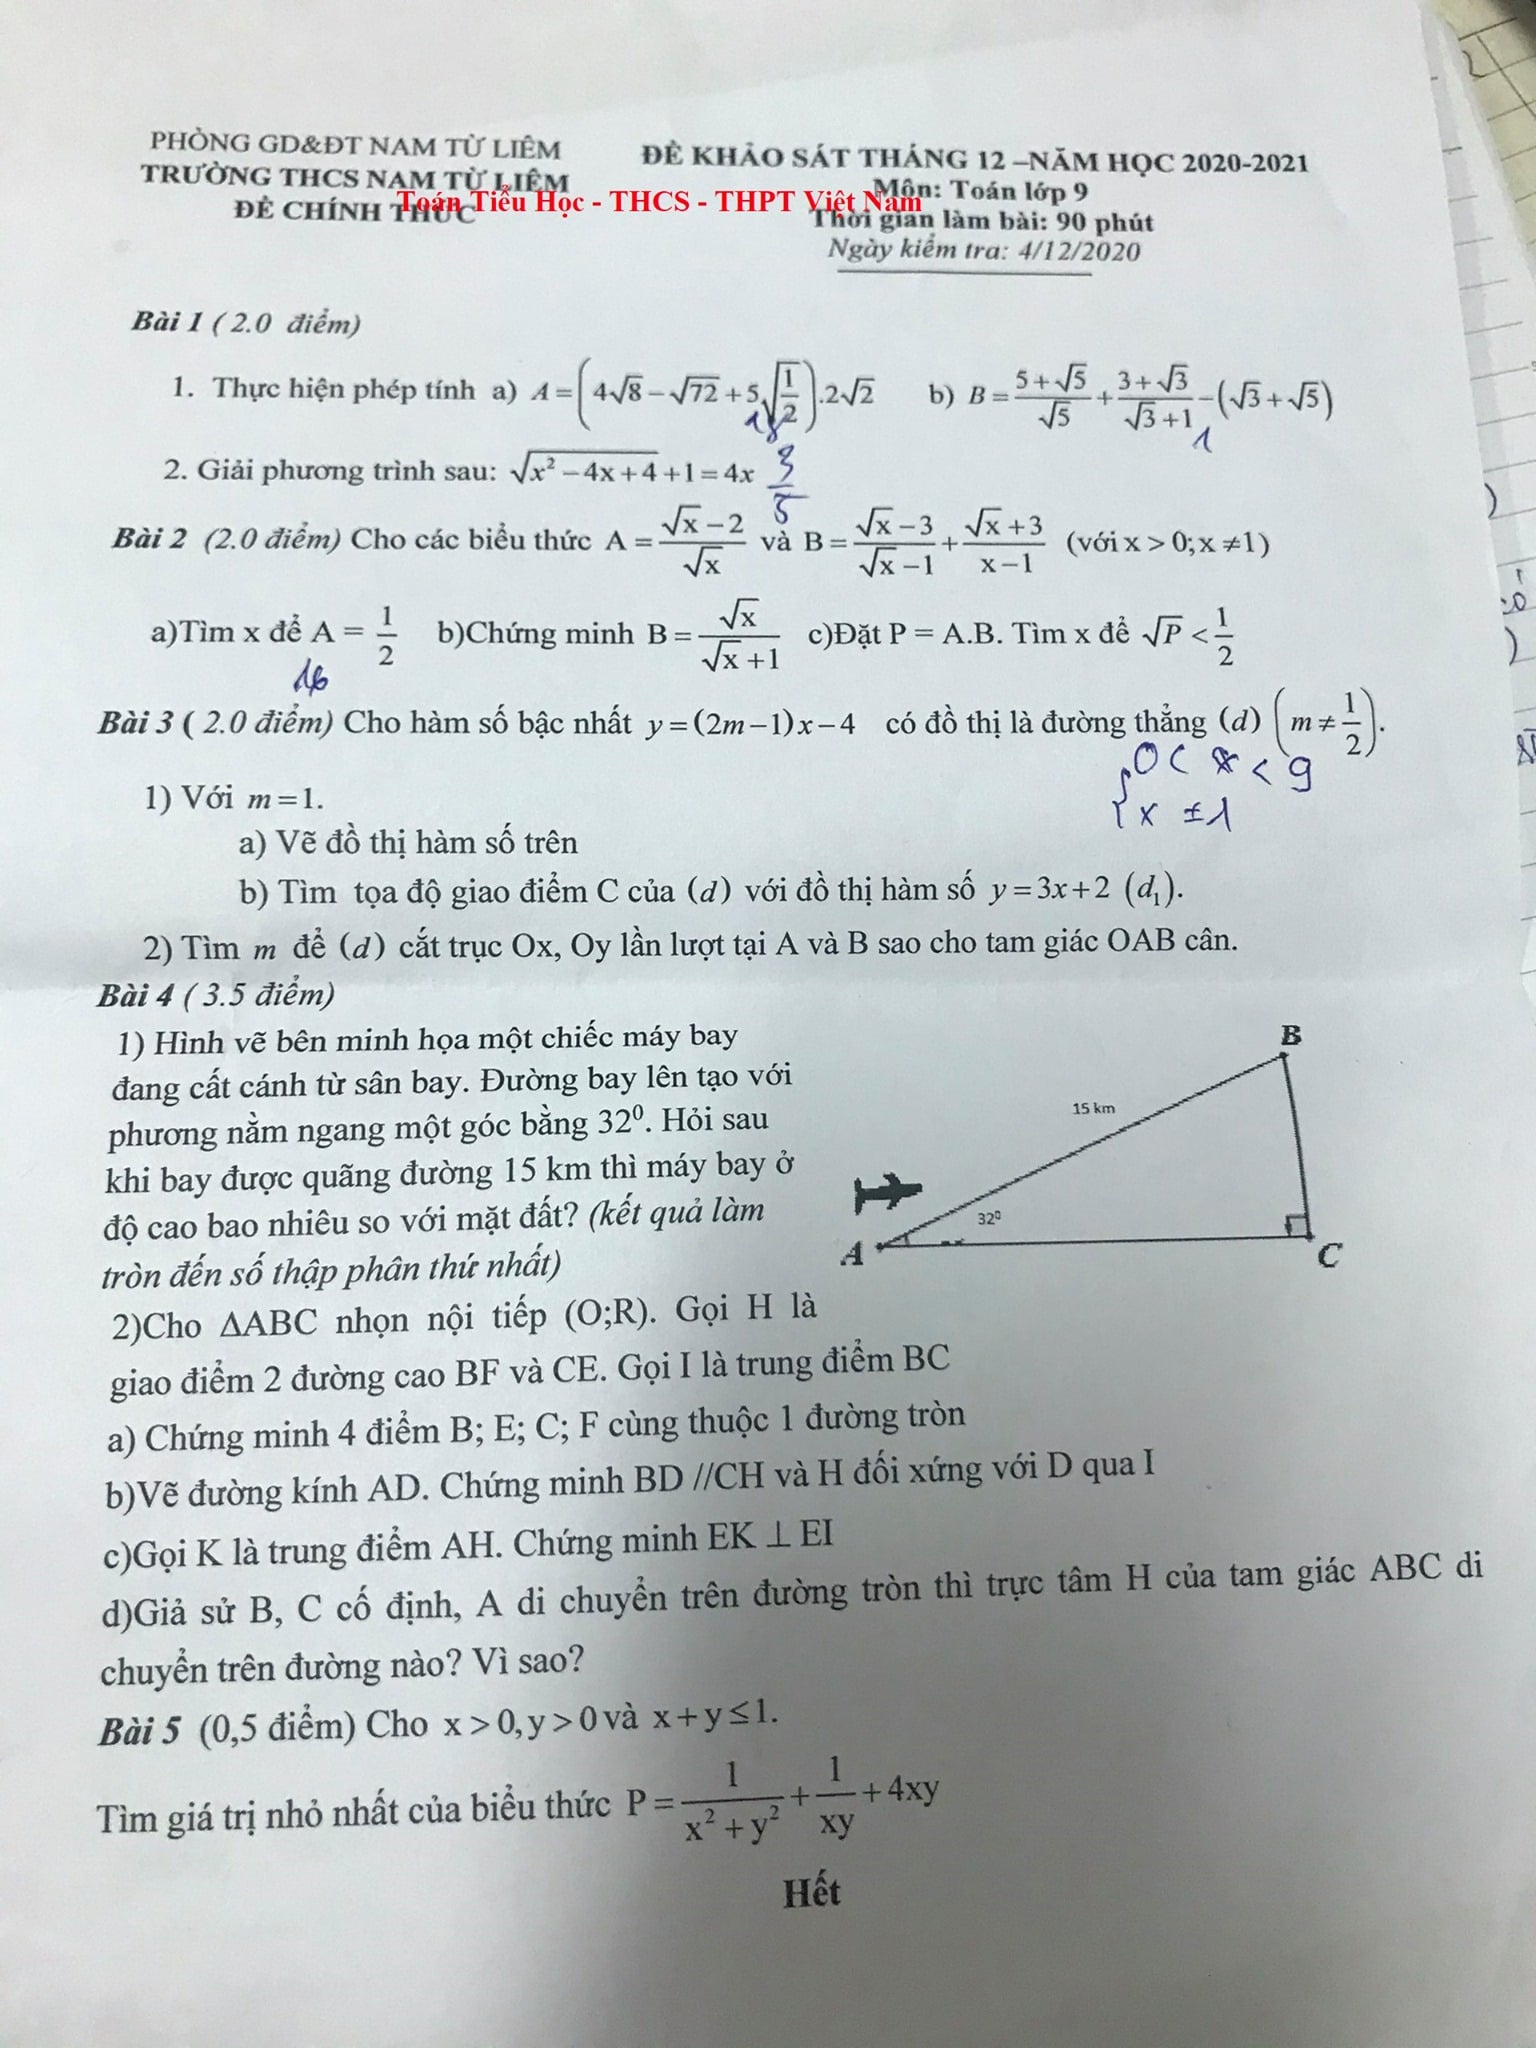 PHÒNG GD&ĐT NAM TỪ LIÊM
TRƯỜNG THCS NAM TỪ LIÊM
ĐỀ CHÍNH THỨC
ĐỀ KHẢO SÁT THÁNG 12 –NĂM HỌC 2020-2021
Môn: Toán lớp 9
Toán Tiểu Học - THCS - THPT Việt Nam
Thời gian làm bài: 90 phút
Ngày kiểm tra: 4/12/2020
Bài 1 ( 2.0 điểm)
1. Thực hiện phép tính a) A = (4√8 − √72 + 5√(1/2)).2√2 b) B = (5+√5)/√5 + (3+√3)/(√3+1) − (√3+√5)
18
1
2. Giải phương trình sau: √(x² − 4x + 4) + 1 = 4x
3/5
Bài 2 (2.0 điểm) Cho các biểu thức A = (√x − 2)/√x và B = (√x − 3)/(√x − 1) + (√x + 3)/(x − 1) (với x > 0; x ≠ 1)
a)Tìm x để A = 1/2 b)Chứng minh B = √x/(√x + 1) c)Đặt P = A.B. Tìm x để √P < 1/2
16
Bài 3 ( 2.0 điểm) Cho hàm số bậc nhất y = (2m−1)x − 4 có đồ thị là đường thẳng (d) (m ≠ 1/2).
0 < x < 9
x ≠ 1
1) Với m = 1.
a) Vẽ đồ thị hàm số trên
b) Tìm tọa độ giao điểm C của (d) với đồ thị hàm số y = 3x + 2 (d₁).
2) Tìm m để (d) cắt trục Ox, Oy lần lượt tại A và B sao cho tam giác OAB cân.
Bài 4 ( 3.5 điểm)
1) Hình vẽ bên minh họa một chiếc máy bay
đang cất cánh từ sân bay. Đường bay lên tạo với
phương nằm ngang một góc bằng 32⁰. Hỏi sau
khi bay được quãng đường 15 km thì máy bay ở
độ cao bao nhiêu so với mặt đất? (kết quả làm
tròn đến số thập phân thứ nhất)
B
15 km
32⁰
A
C
2)Cho ΔABC nhọn nội tiếp (O;R). Gọi H là
giao điểm 2 đường cao BF và CE. Gọi I là trung điểm BC
a) Chứng minh 4 điểm B; E; C; F cùng thuộc 1 đường tròn
b)Vẽ đường kính AD. Chứng minh BD //CH và H đối xứng với D qua I
c)Gọi K là trung điểm AH. Chứng minh EK ⊥ EI
d)Giả sử B, C cố định, A di chuyển trên đường tròn thì trực tâm H của tam giác ABC di
chuyển trên đường nào? Vì sao?
Bài 5 (0,5 điểm) Cho x > 0, y > 0 và x + y ≤ 1.
Tìm giá trị nhỏ nhất của biểu thức P = 1/(x² + y²) + 1/xy + 4xy
Hết